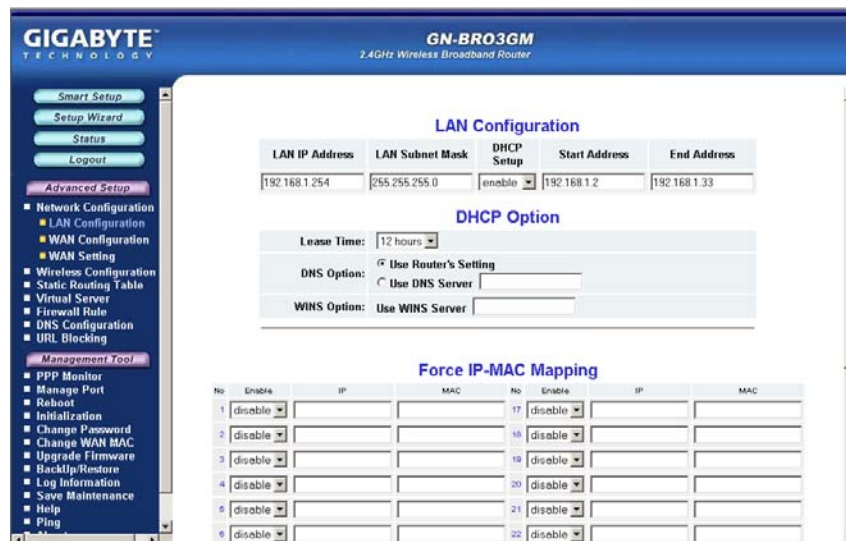 GIGABYTE™
TECHNOLOGY
GN-BRO3GM
2.4GHz Wireless Broadband Router
Smart Setup
Setup Wizard
Status
Logout
Advanced Setup
Network Configuration
LAN Configuration
WAN Configuration
WAN Setting
Wireless Configuration
Static Routing Table
Virtual Server
Firewall Rule
DNS Configuration
URL Blocking
Management Tool
PPP Monitor
Manage Port
Reboot
Initialization
Change Password
Change WAN MAC
Upgrade Firmware
BackUp/Restore
Log Information
Save Maintenance
Help
Ping
LAN Configuration
LAN IP Address LAN Subnet Mask DHCP Setup Start Address End Address
192.168.1.254 255.255.255.0 enable 192.168.1.2 192.168.1.33
DHCP Option
Lease Time: 12 hours
DNS Option: Use Router's Setting
Use DNS Server
WINS Option: Use WINS Server
Force IP-MAC Mapping
No Enable IP MAC No Enable IP MAC
1 disable 17 disable
2 disable 18 disable
3 disable 19 disable
4 disable 20 disable
5 disable 21 disable
6 disable 22 disable